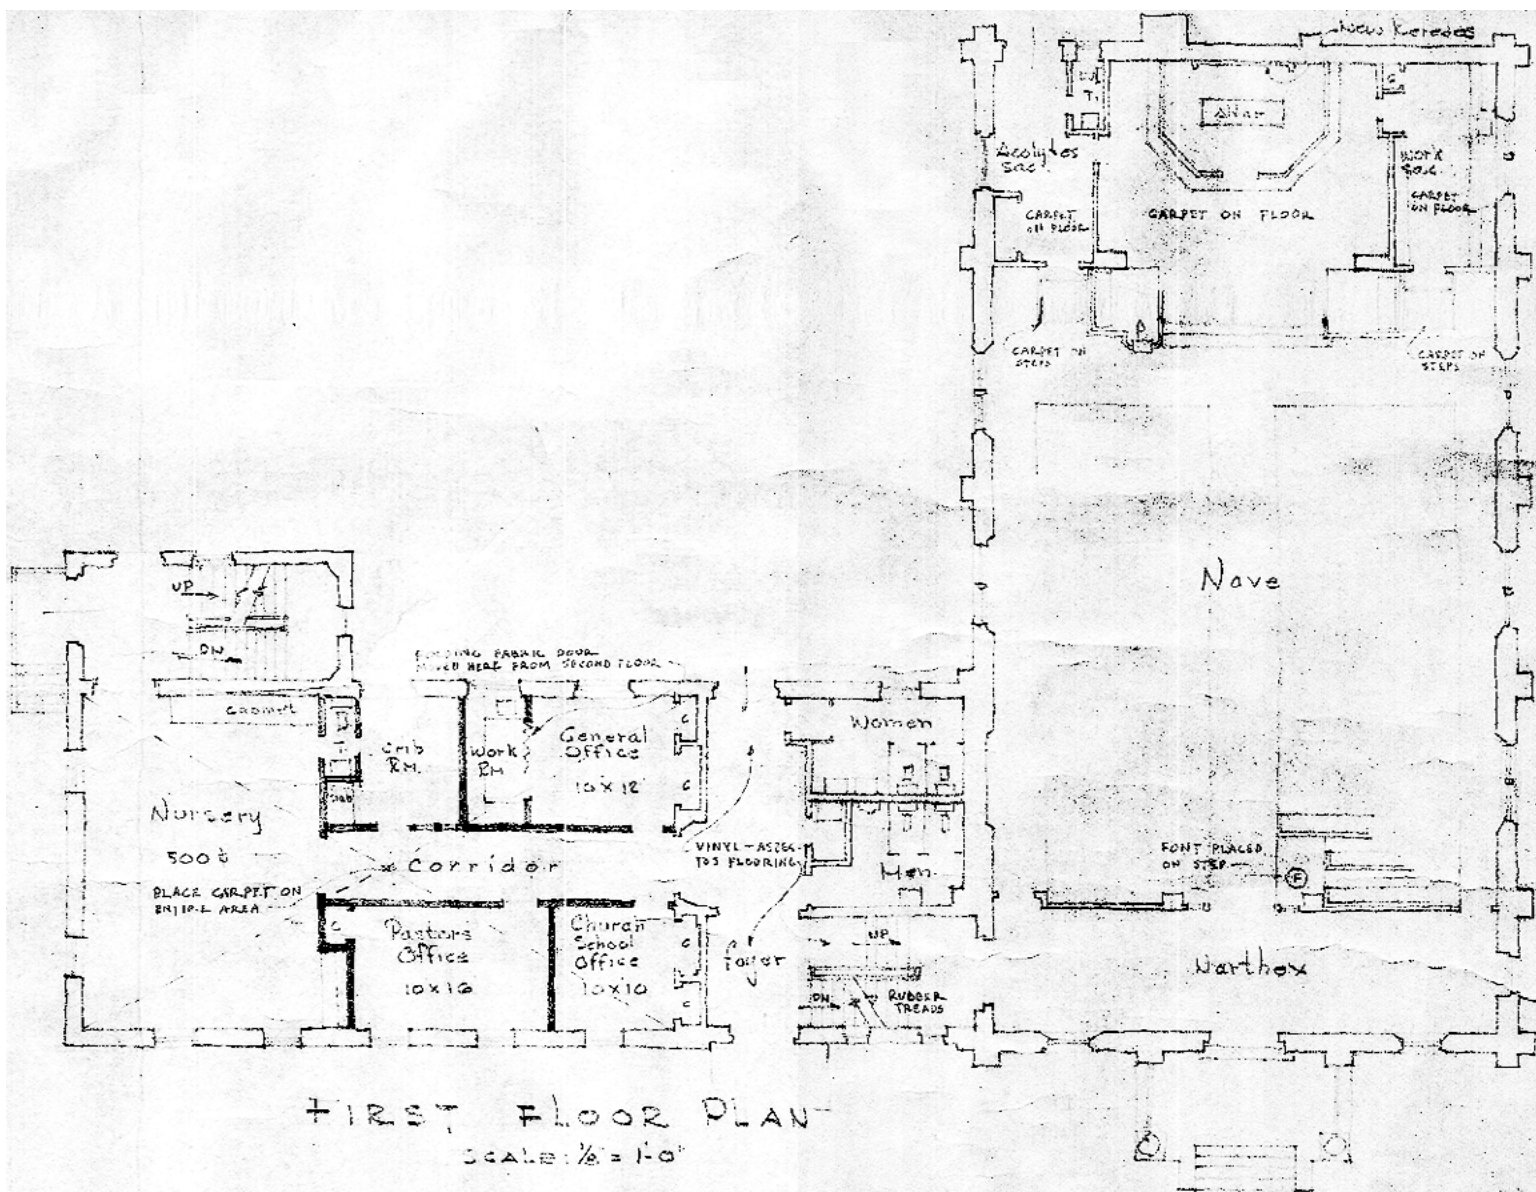 New Reredos
T.
C
Altar
Acolytes
Sac.
Work
Sac.
CARPET
ON FLOOR
CARPET ON FLOOR
CARPET
ON FLOOR
P
CARPET ON
STEPS
CARPET ON
STEPS
Nave
UP
DN
FOLDING FABRIC DOOR
MOVED HERE FROM SECOND FLOOR
Cabinet
Women
General
Office
10 x 12
C
C
Work
Rm
Rm.
Nursery
500
PLACE CARPET ON
ENTIRE AREA
Corridor
VINYL-ASBES-
TOS FLOORING
Men
FONT PLACED
ON STEP
F
C
Pastors
Office
10 x 16
Church
School
Office
10 x 10
C
C
Foyer
UP
DN
RUBBER
TREADS
Narthex
FIRST FLOOR PLAN
SCALE: 1/8" = 1'-0"